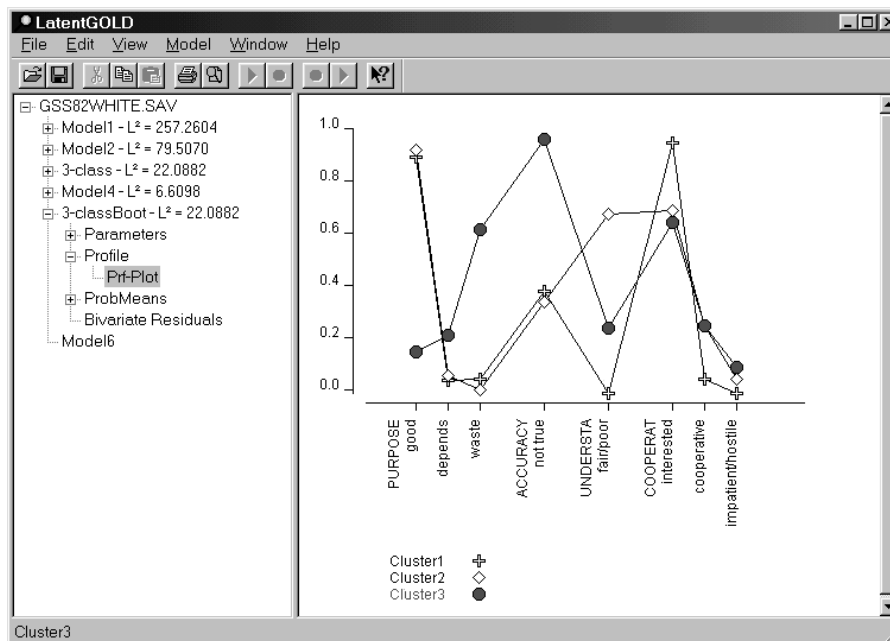 LatentGOLD
File Edit View Model Window Help
GSS82WHITE.SAV
Model1 - L² = 257.2604
Model2 - L² = 79.5070
3-class - L² = 22.0882
Model4 - L² = 6.6098
3-classBoot - L² = 22.0882
Parameters
Profile
Prf-Plot
ProbMeans
Bivariate Residuals
Model6
1.0
0.8
0.6
0.4
0.2
0.0
PURPOSE
good
depends
waste
ACCURACY
not true
UNDERSTA
fair/poor
COOPERAT
interested
cooperative
impatient/hostile
Cluster1
Cluster2
Cluster3
Cluster3